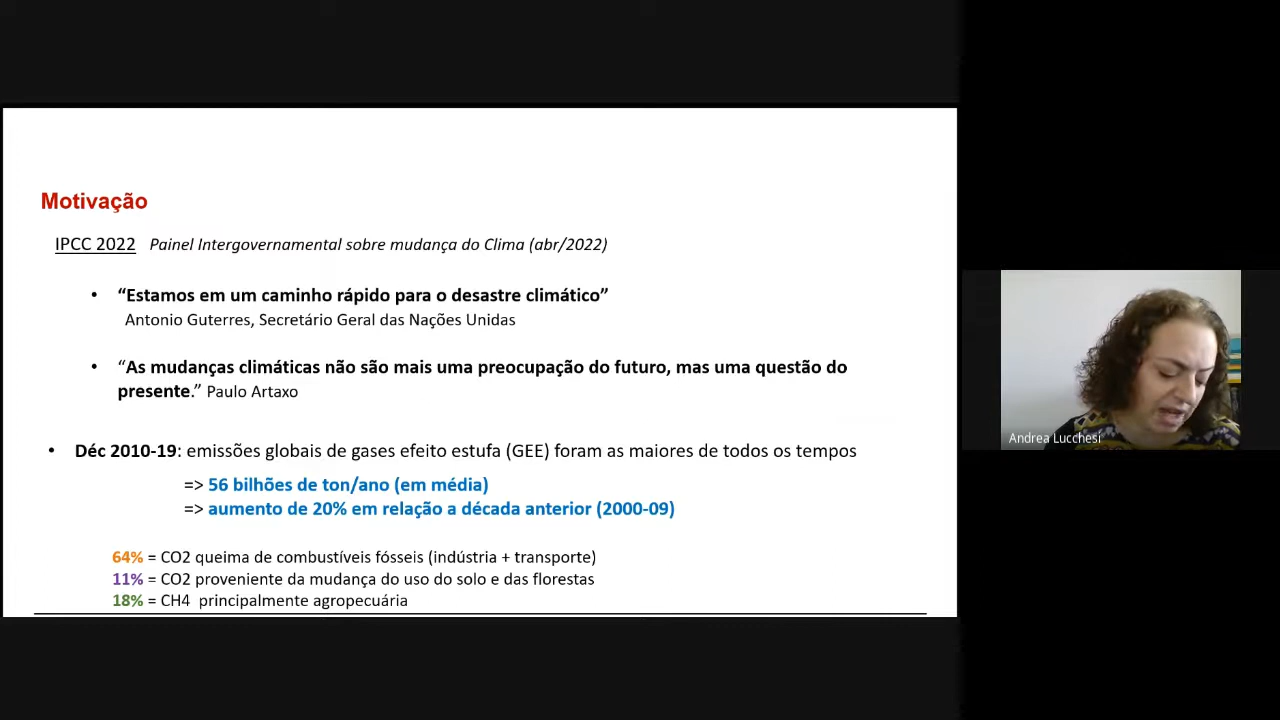 Motivação
IPCC 2022 Painel Intergovernamental sobre mudança do Clima (abr/2022)
• “Estamos em um caminho rápido para o desastre climático”
Antonio Guterres, Secretário Geral das Nações Unidas
• “As mudanças climáticas não são mais uma preocupação do futuro, mas uma questão do
presente.” Paulo Artaxo
• Déc 2010-19: emissões globais de gases efeito estufa (GEE) foram as maiores de todos os tempos
=> 56 bilhões de ton/ano (em média)
=> aumento de 20% em relação a década anterior (2000-09)
64% = CO2 queima de combustíveis fósseis (indústria + transporte)
11% = CO2 proveniente da mudança do uso do solo e das florestas
18% = CH4 principalmente agropecuária
Andrea Lucchesi